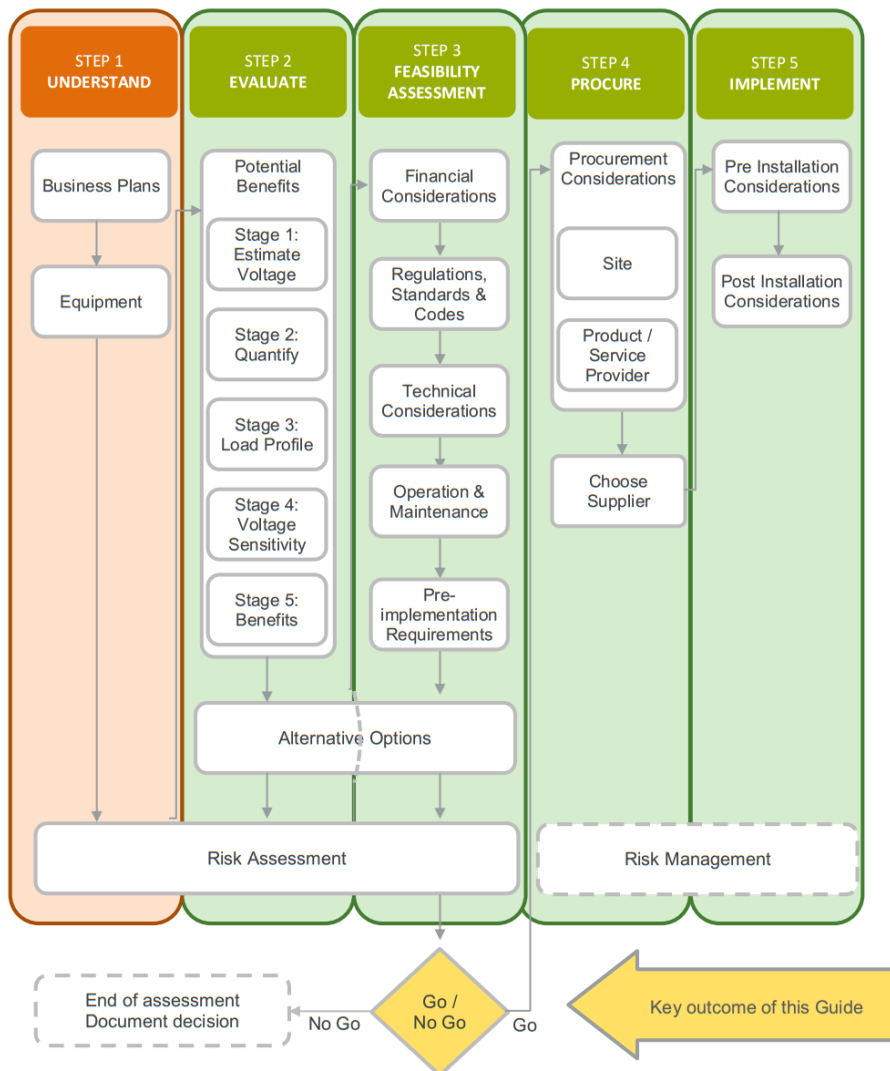 STEP 1
UNDERSTAND
STEP 2
EVALUATE
STEP 3
FEASIBILITY
ASSESSMENT
STEP 4
PROCURE
STEP 5
IMPLEMENT
Business Plans
Equipment
Potential
Benefits
Stage 1:
Estimate
Voltage
Stage 2:
Quantify
Stage 3:
Load Profile
Stage 4:
Voltage
Sensitivity
Stage 5:
Benefits
Financial
Considerations
Regulations,
Standards &
Codes
Technical
Considerations
Operation &
Maintenance
Pre-
implementation
Requirements
Procurement
Considerations
Site
Product /
Service
Provider
Choose
Supplier
Pre Installation
Considerations
Post Installation
Considerations
Alternative Options
Risk Assessment
Risk Management
End of assessment
Document decision
No Go
Go /
No Go
Go
Key outcome of this Guide